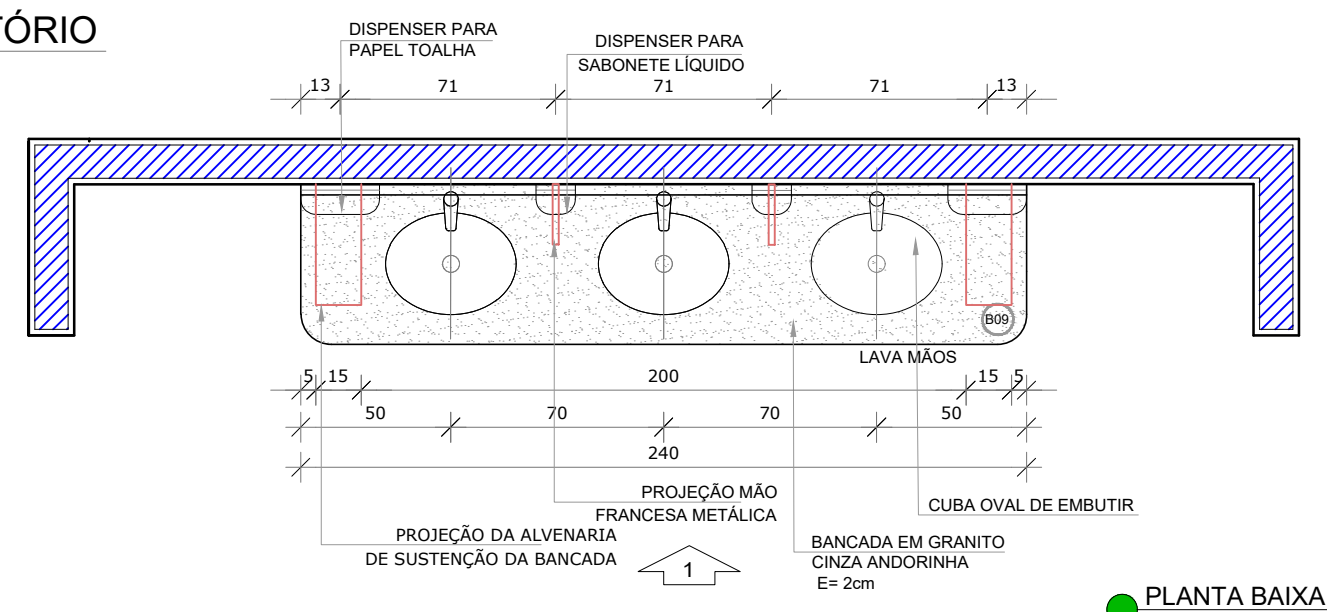 TÓRIO
DISPENSER PARA
PAPEL TOALHA
DISPENSER PARA
SABONETE LÍQUIDO
13 71 71 71 13
B09
LAVA MÃOS
5 15 200 15 5
50 70 70 50
240
PROJEÇÃO MÃO
FRANCESA METÁLICA
CUBA OVAL DE EMBUTIR
PROJEÇÃO DA ALVENARIA
DE SUSTENÇÃO DA BANCADA
BANCADA EM GRANITO
CINZA ANDORINHA
E= 2cm
1
PLANTA BAIXA